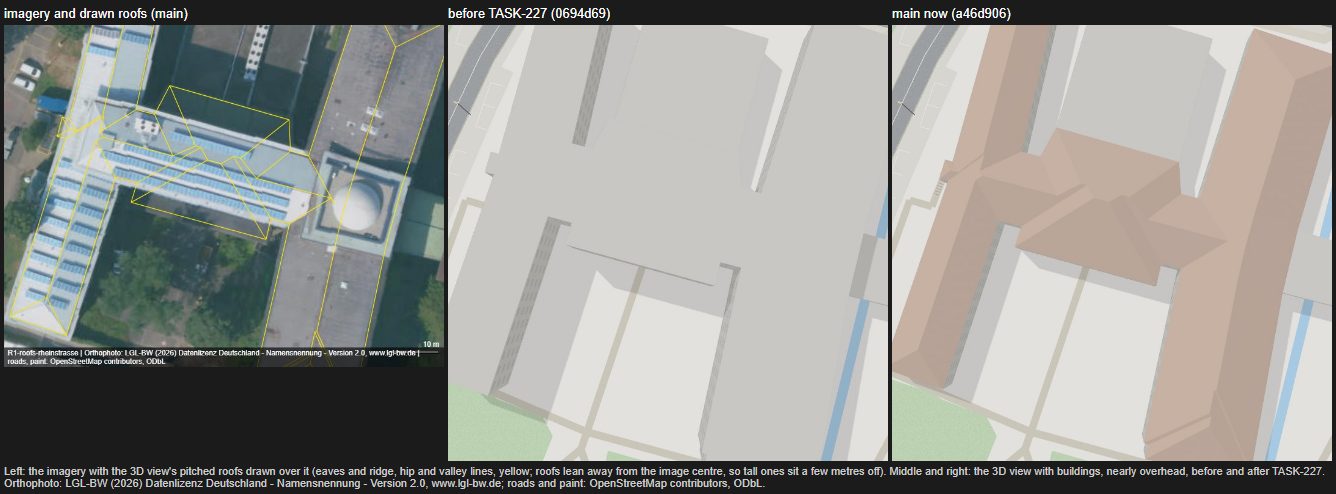 imagery and drawn roofs (main)
before TASK-227 (0694d69)
main now (a46d906)
10 m
R1-roofs-rheinstrasse | Orthophoto: LGL-BW (2026) Datenlizenz Deutschland - Namensnennung - Version 2.0, www.lgl-bw.de |
roads, paint: OpenStreetMap contributors, ODbL.
Left: the imagery with the 3D view's pitched roofs drawn over it (eaves and ridge, hip and valley lines, yellow; roofs lean away from the image centre, so tall ones sit a few metres off). Middle and right: the 3D view with buildings, nearly overhead, before and after TASK-227.
Orthophoto: LGL-BW (2026) Datenlizenz Deutschland - Namensnennung - Version 2.0, www.lgl-bw.de; roads and paint: OpenStreetMap contributors, ODbL.